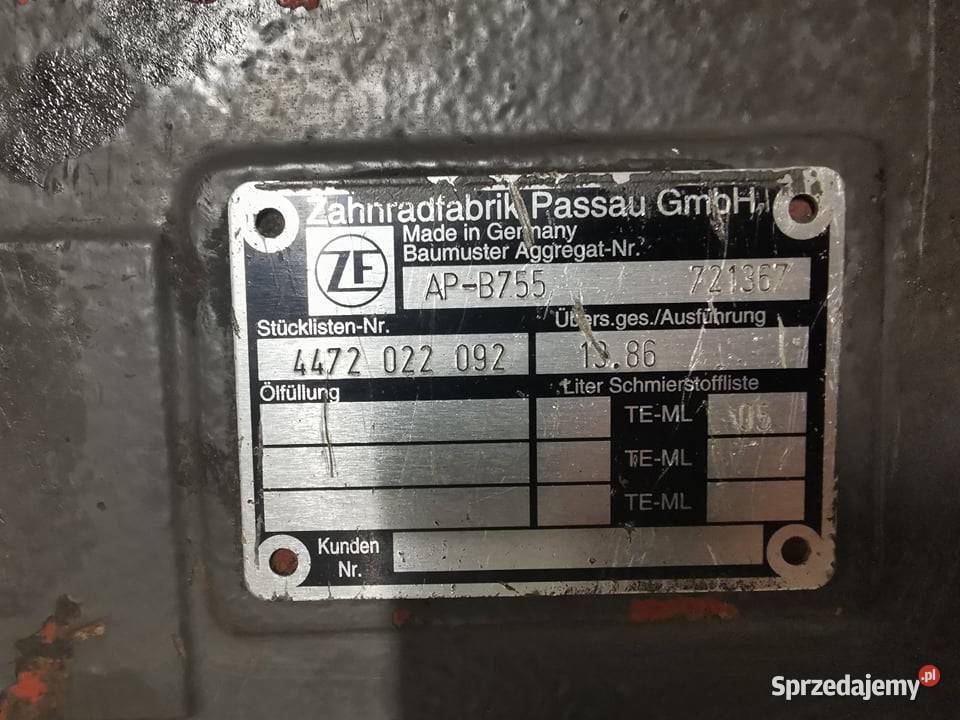 Zahnradfabrik Passau GmbH
Made in Germany
Baumuster Aggregat-Nr.
ZF
AP-B755 721367
Stücklisten-Nr. Übers.ges./Ausführung
4472 022 092 19.86
Ölfüllung Liter Schmierstoffliste
TE-ML 05
TE-ML
TE-ML
Kunden
Nr.
Sprzedajemy.pl